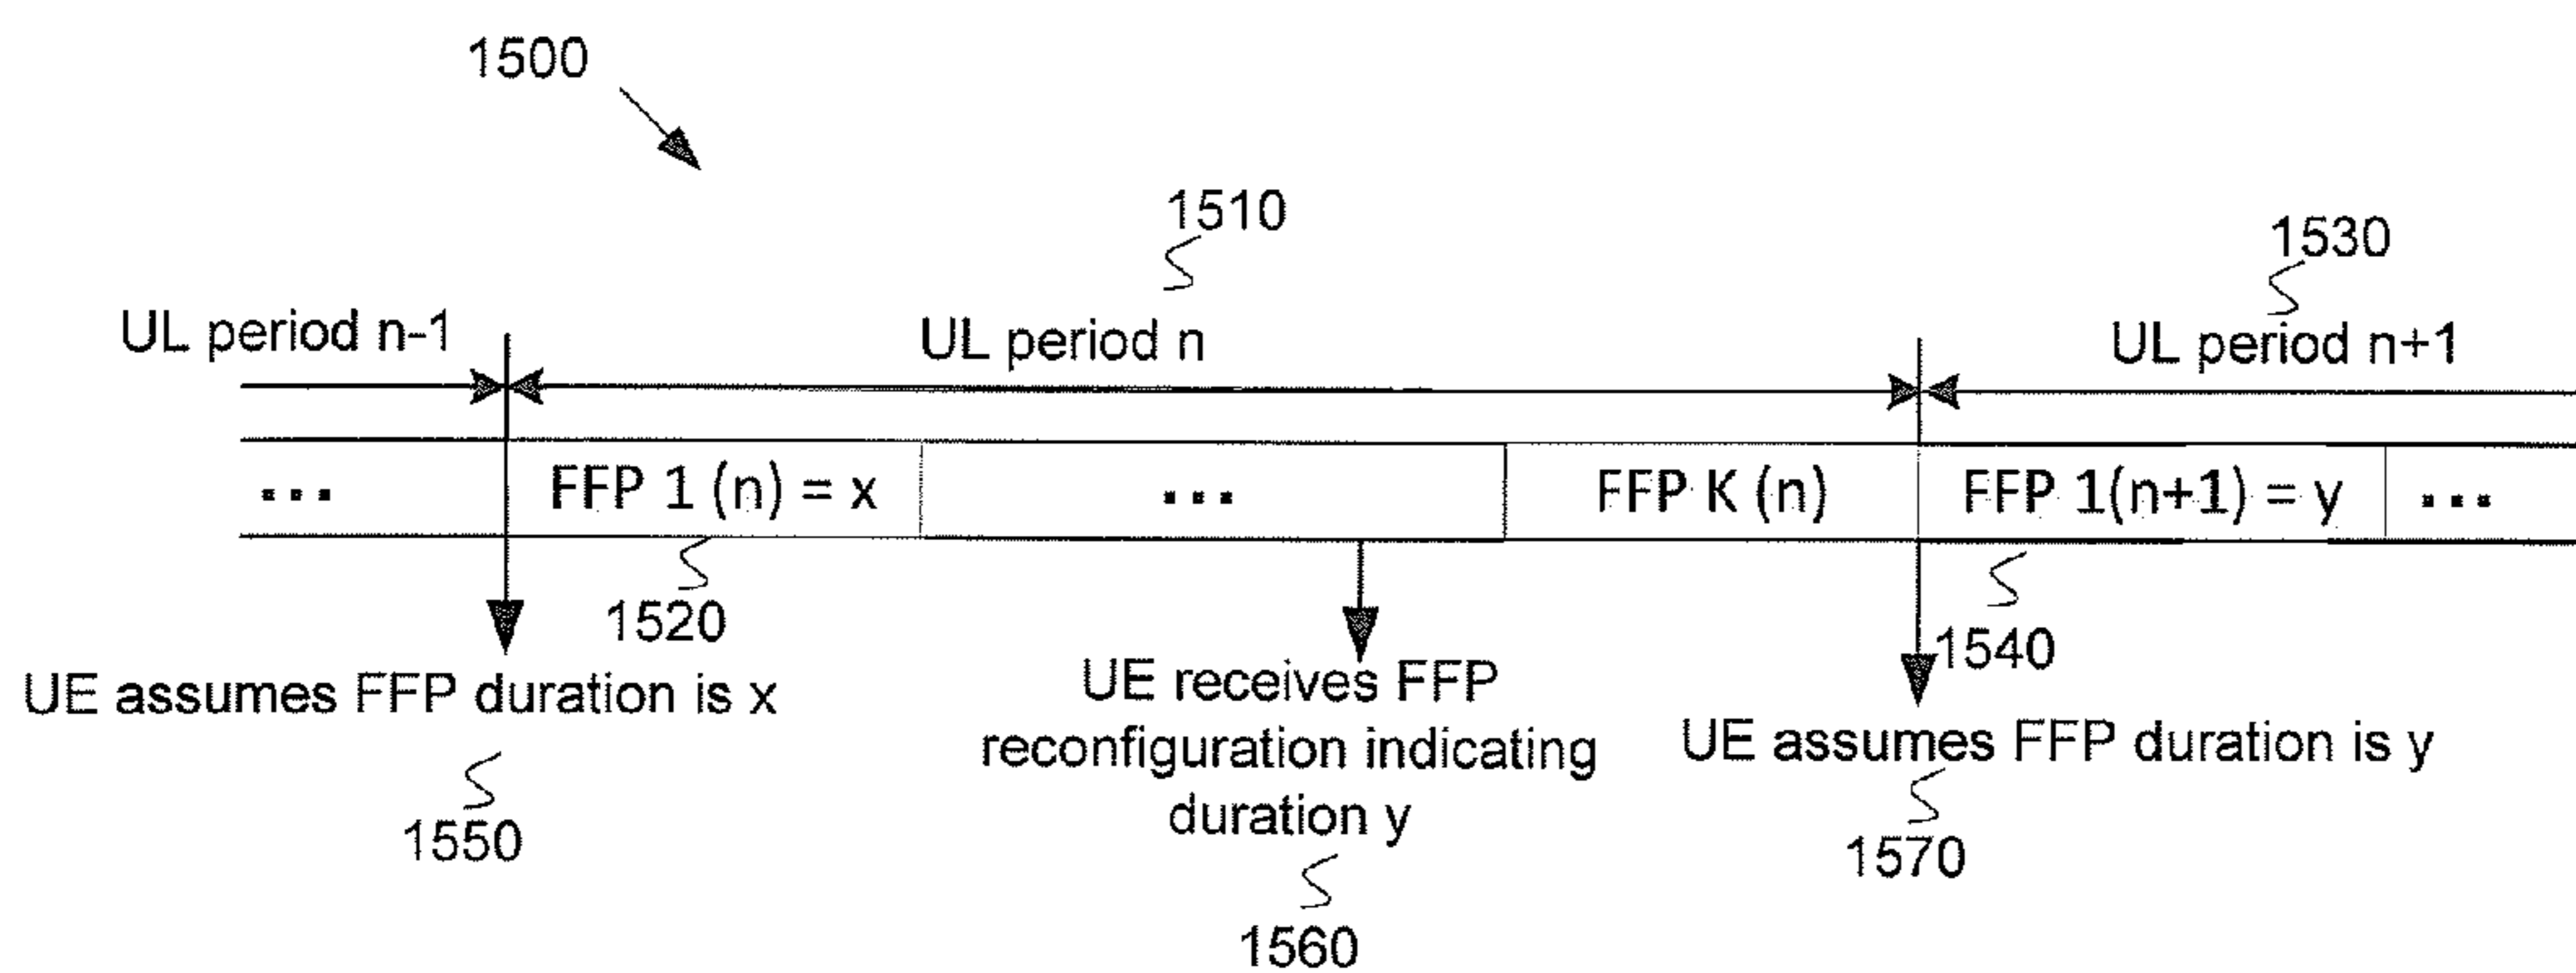 1500
1510
1530
UL period n-1
UL period n
UL period n+1
... FFP 1 (n) = x ... FFP K (n) FFP 1(n+1) = y ...
1520
1540
UE assumes FFP duration is x
UE receives FFP
reconfiguration indicating
duration y
UE assumes FFP duration is y
1550
1560
1570